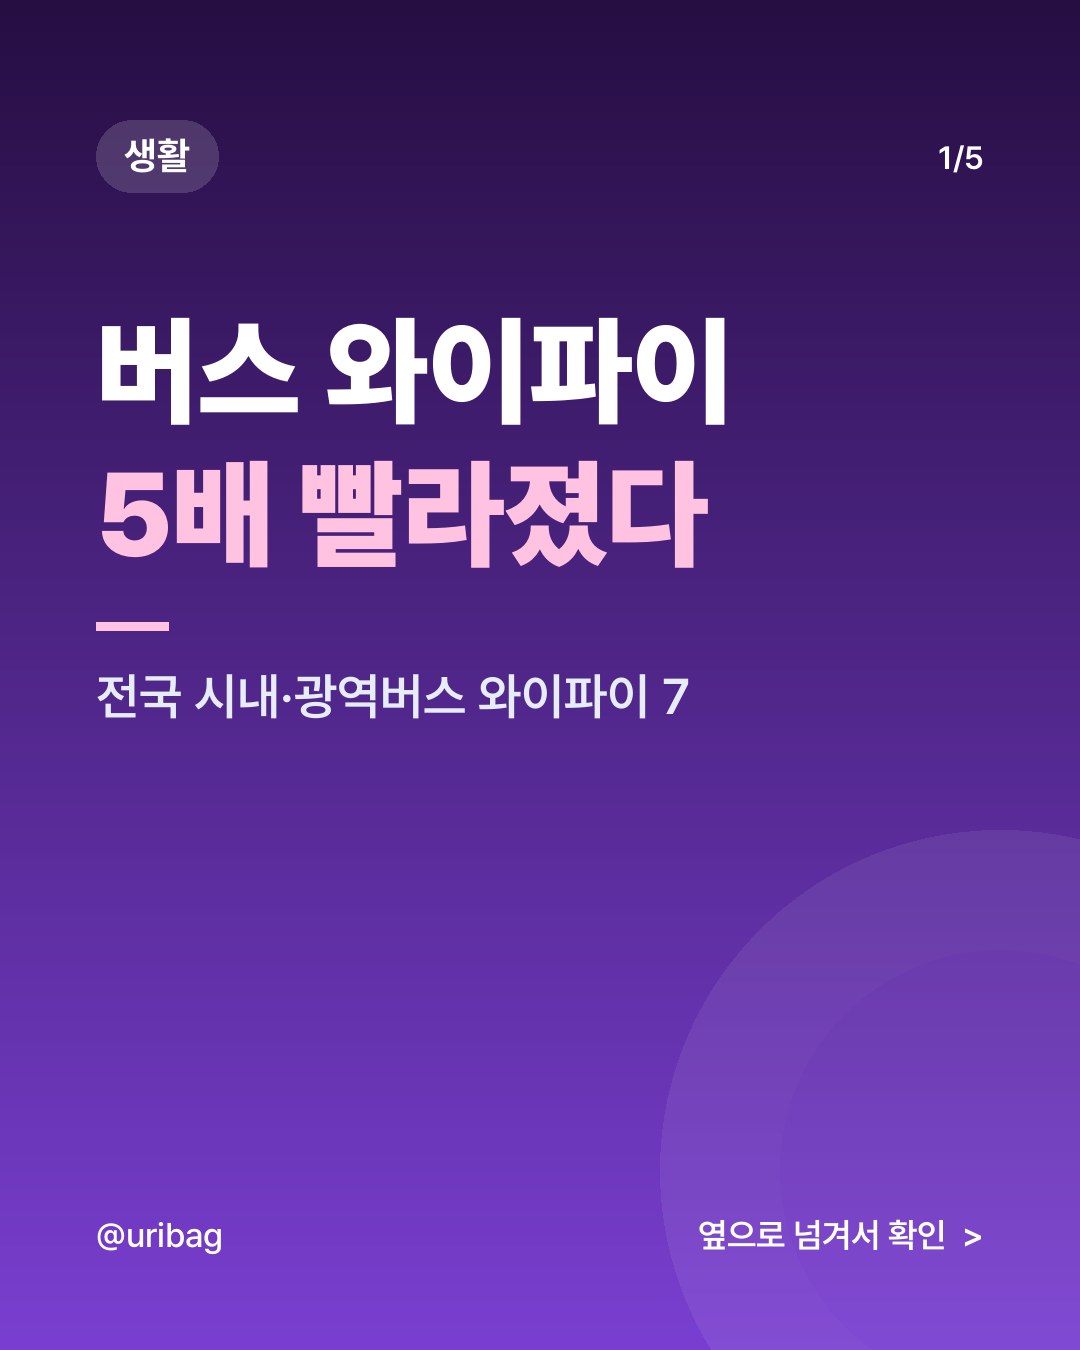 생활
1/5
버스 와이파이
5배 빨라졌다
전국 시내·광역버스 와이파이 7
@uribag
옆으로 넘겨서 확인 >